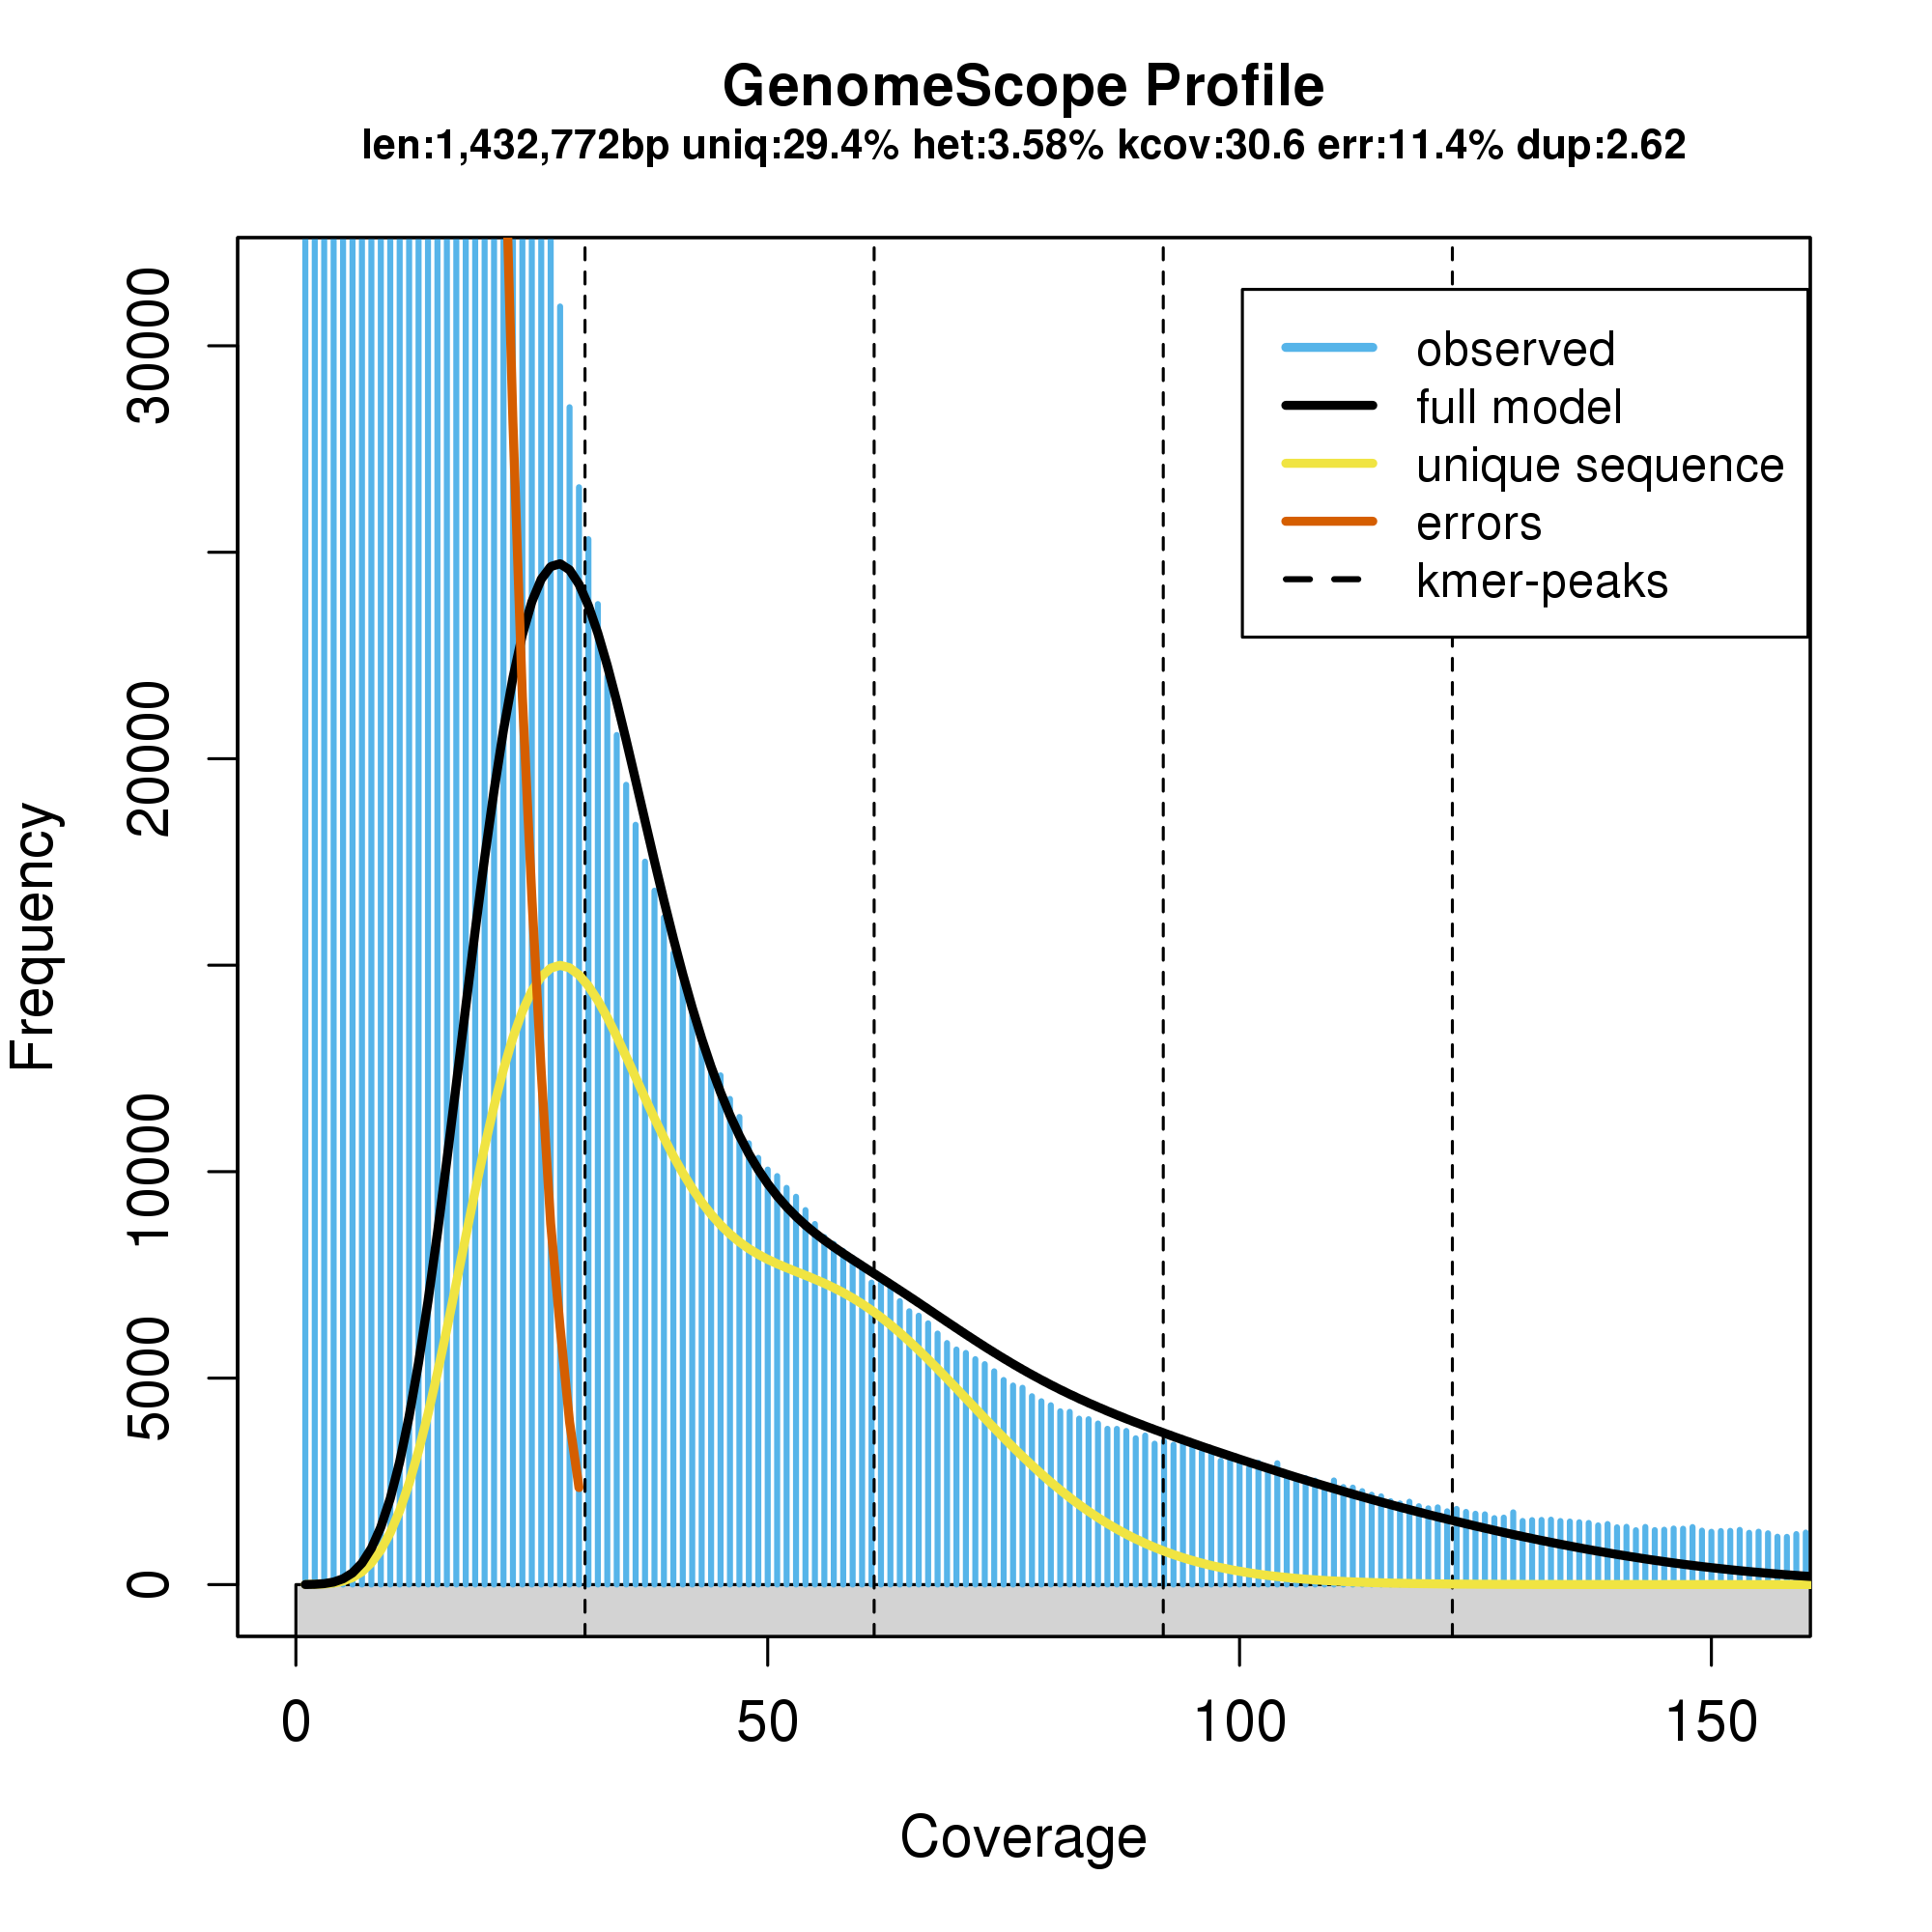 GenomeScope Profile
len:1,432,772bp uniq:29.4% het:3.58% kcov:30.6 err:11.4% dup:2.62
30000
20000
10000
5000
0
Frequency
observed
full model
unique sequence
errors
kmer-peaks
0
50
100
150
Coverage